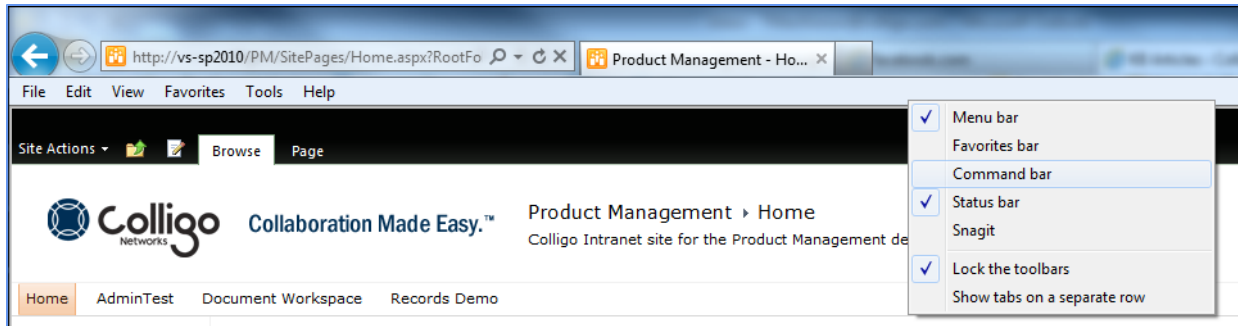 http://vs-sp2010/PM/SitePages/Home.aspx?RootFo
Product Management - Ho...
File Edit View Favorites Tools Help
Menu bar
Favorites bar
Command bar
Status bar
Snagit
Lock the toolbars
Show tabs on a separate row
Site Actions
Browse
Page
Colligo
Networks
Collaboration Made Easy.™
Product Management ▸ Home
Colligo Intranet site for the Product Management de
Home AdminTest Document Workspace Records Demo